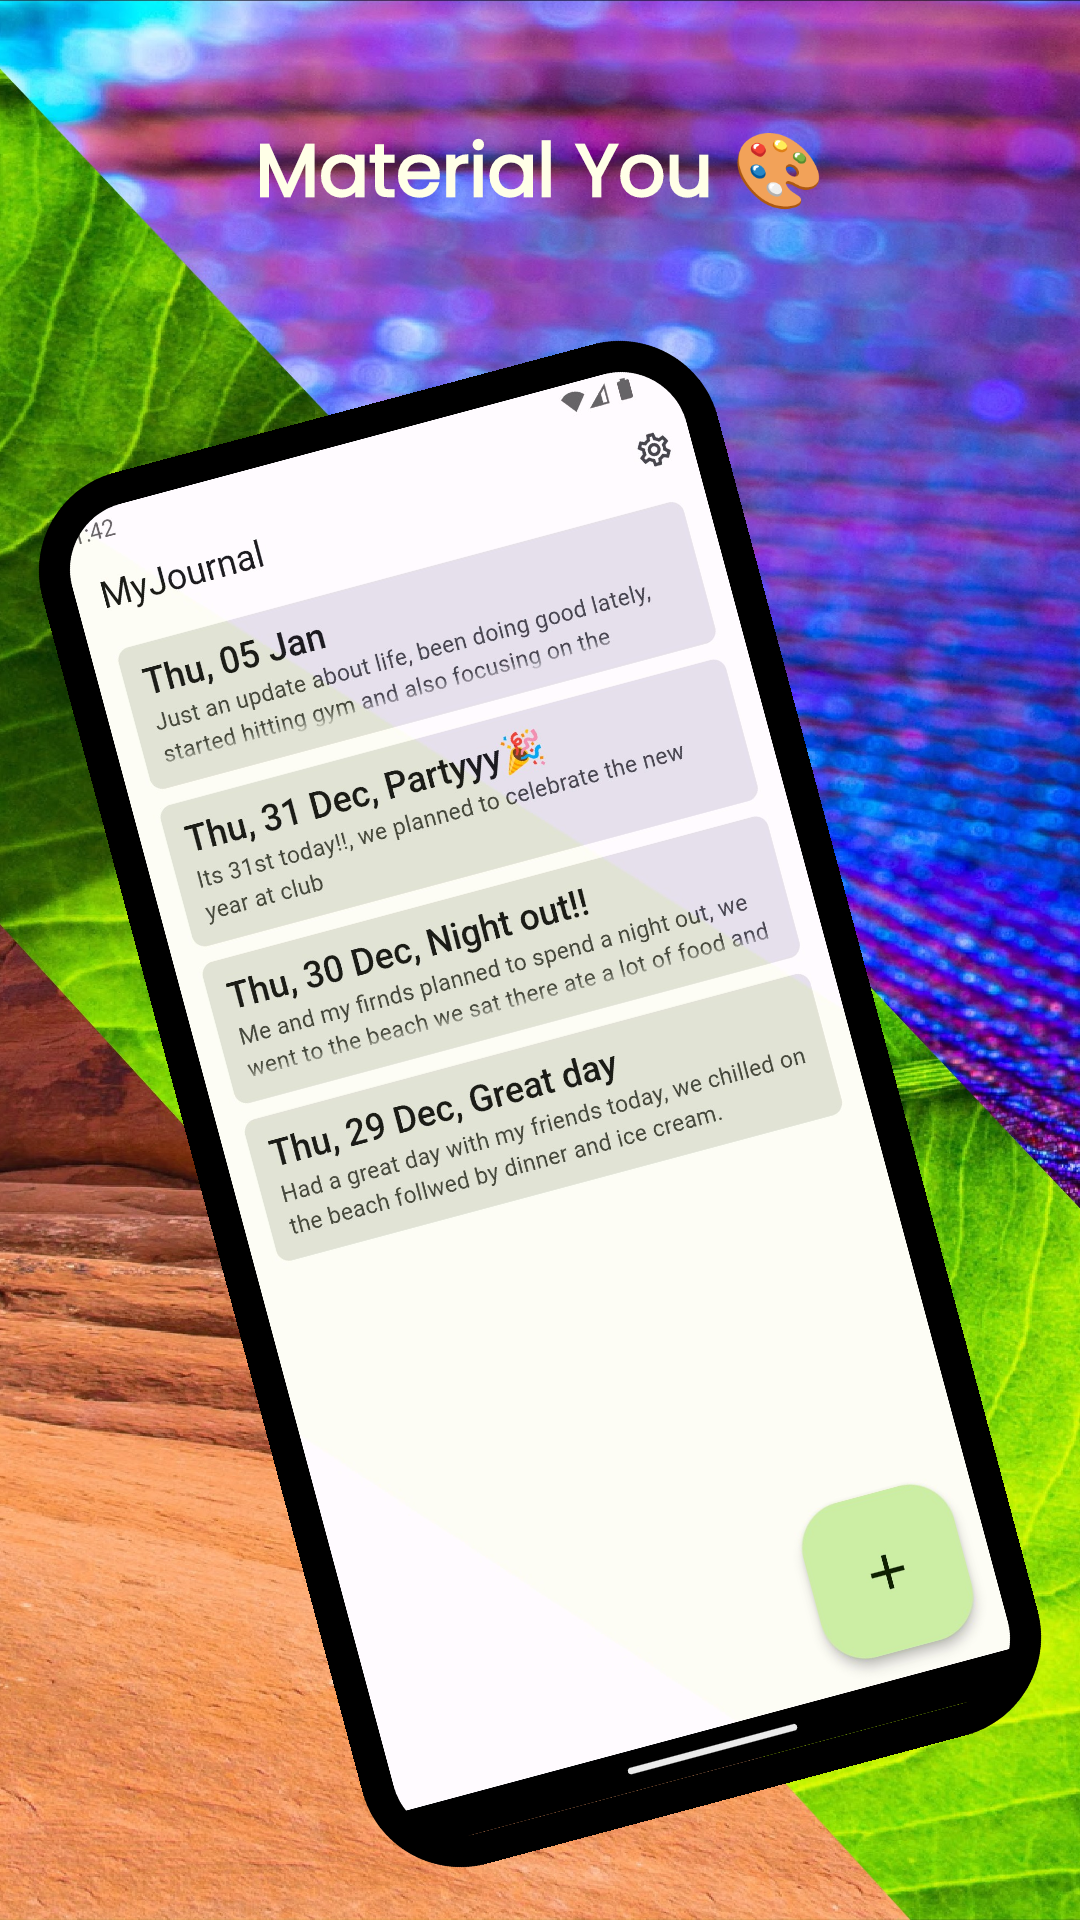 Material You 🎨
:42
MyJournal
Thu, 05 Jan
Just an update about life, been doing good lately,
started hitting gym and also focusing on the
Thu, 31 Dec, Partyyy🎉
Its 31st today!!, we planned to celebrate the new
year at club
Thu, 30 Dec, Night out!!
Me and my firnds planned to spend a night out, we
went to the beach we sat there ate a lot of food and
Thu, 29 Dec, Great day
Had a great day with my friends today, we chilled on
the beach follwed by dinner and ice cream.